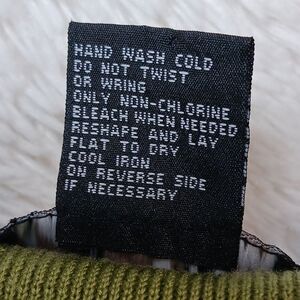 HAND WASH COLD
DO NOT TWIST
OR WRING
ONLY NON-CHLORINE
BLEACH WHEN NEEDED
RESHAPE AND LAY
FLAT TO DRY
COOL IRON
ON REVERSE SIDE
IF NECESSARY